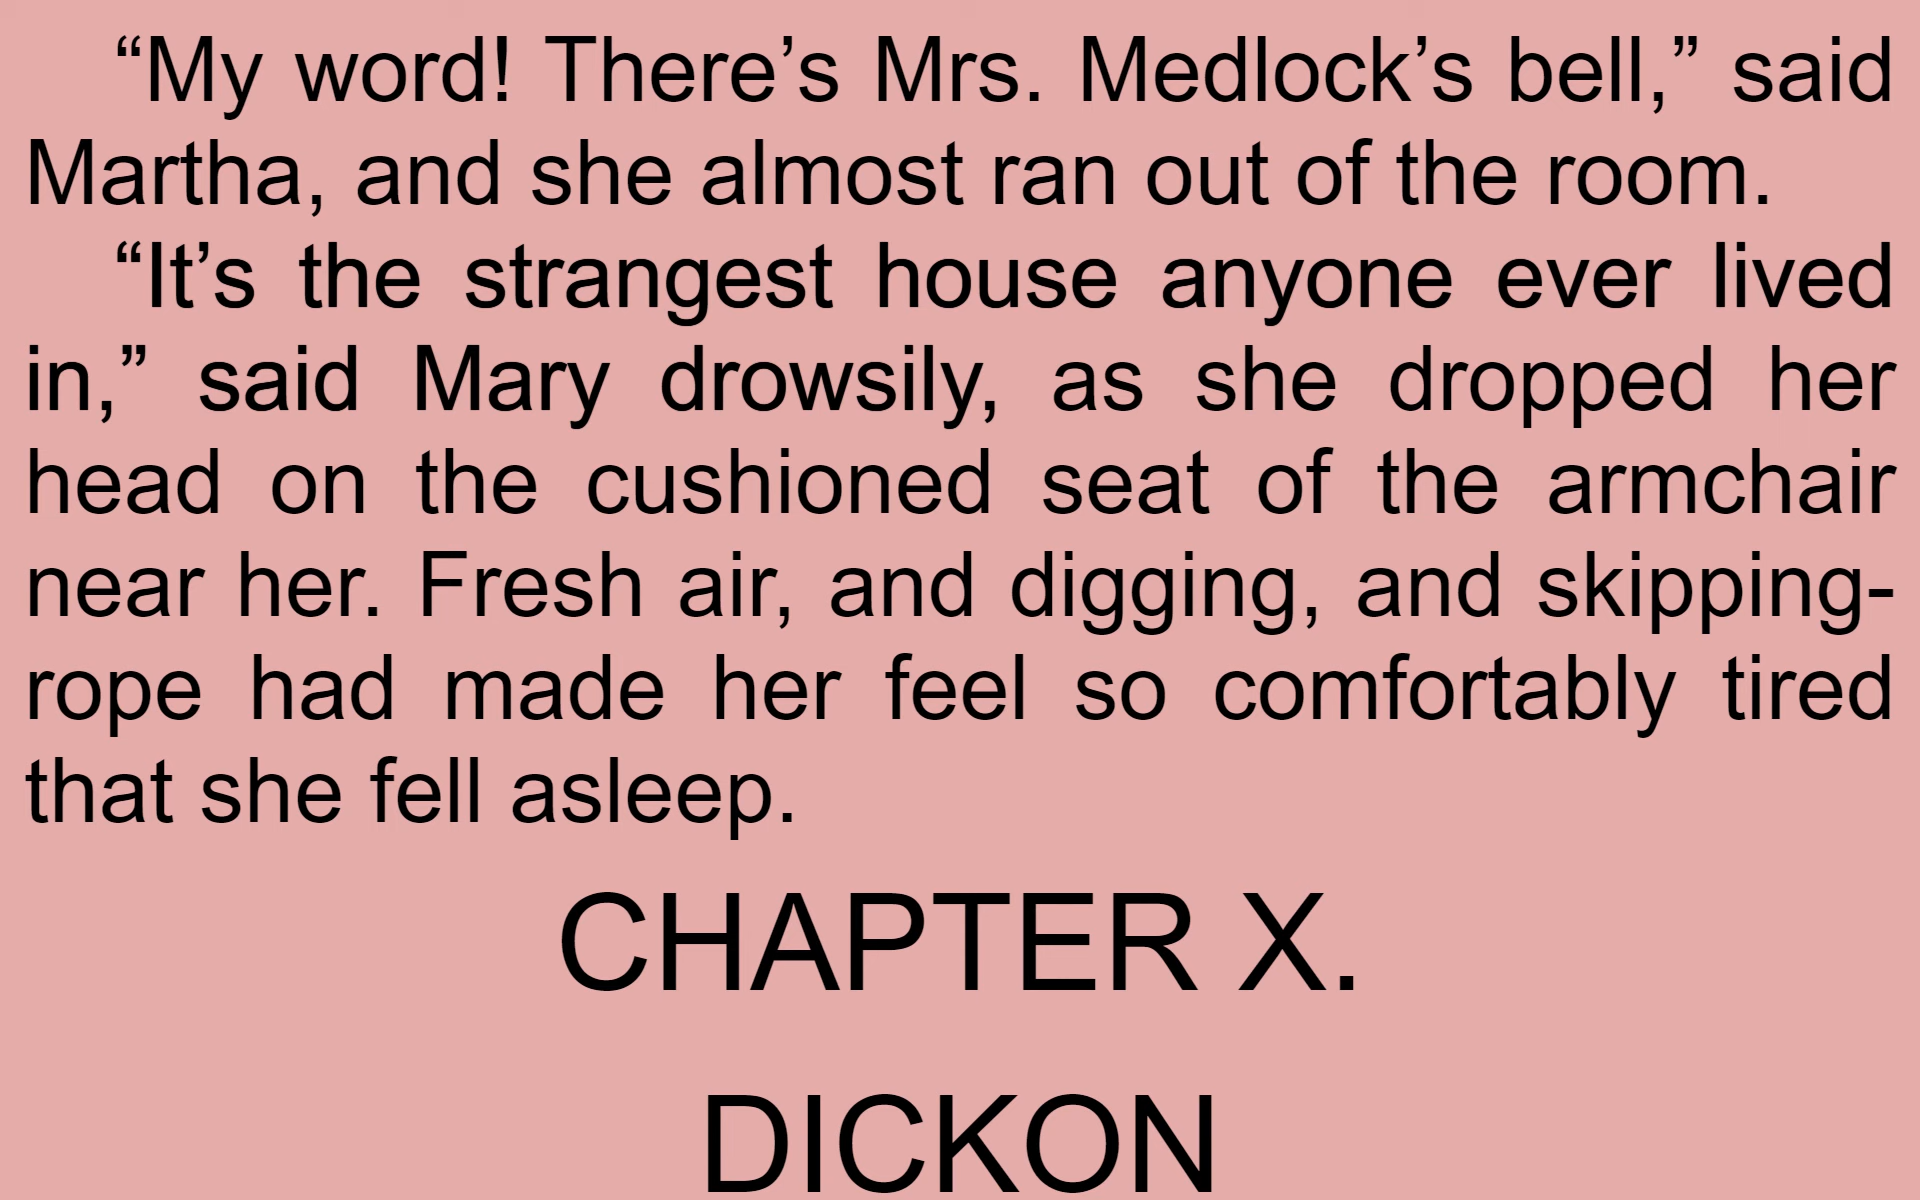 “My word! There’s Mrs. Medlock’s bell,” said
Martha, and she almost ran out of the room.
“It’s the strangest house anyone ever lived
in,” said Mary drowsily, as she dropped her
head on the cushioned seat of the armchair
near her. Fresh air, and digging, and skipping-
rope had made her feel so comfortably tired
that she fell asleep.
CHAPTER X.
DICKON